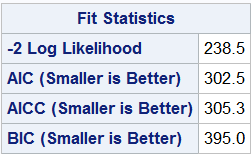 Fit Statistics
-2 Log Likelihood 238.5
AIC (Smaller is Better) 302.5
AICC (Smaller is Better) 305.3
BIC (Smaller is Better) 395.0